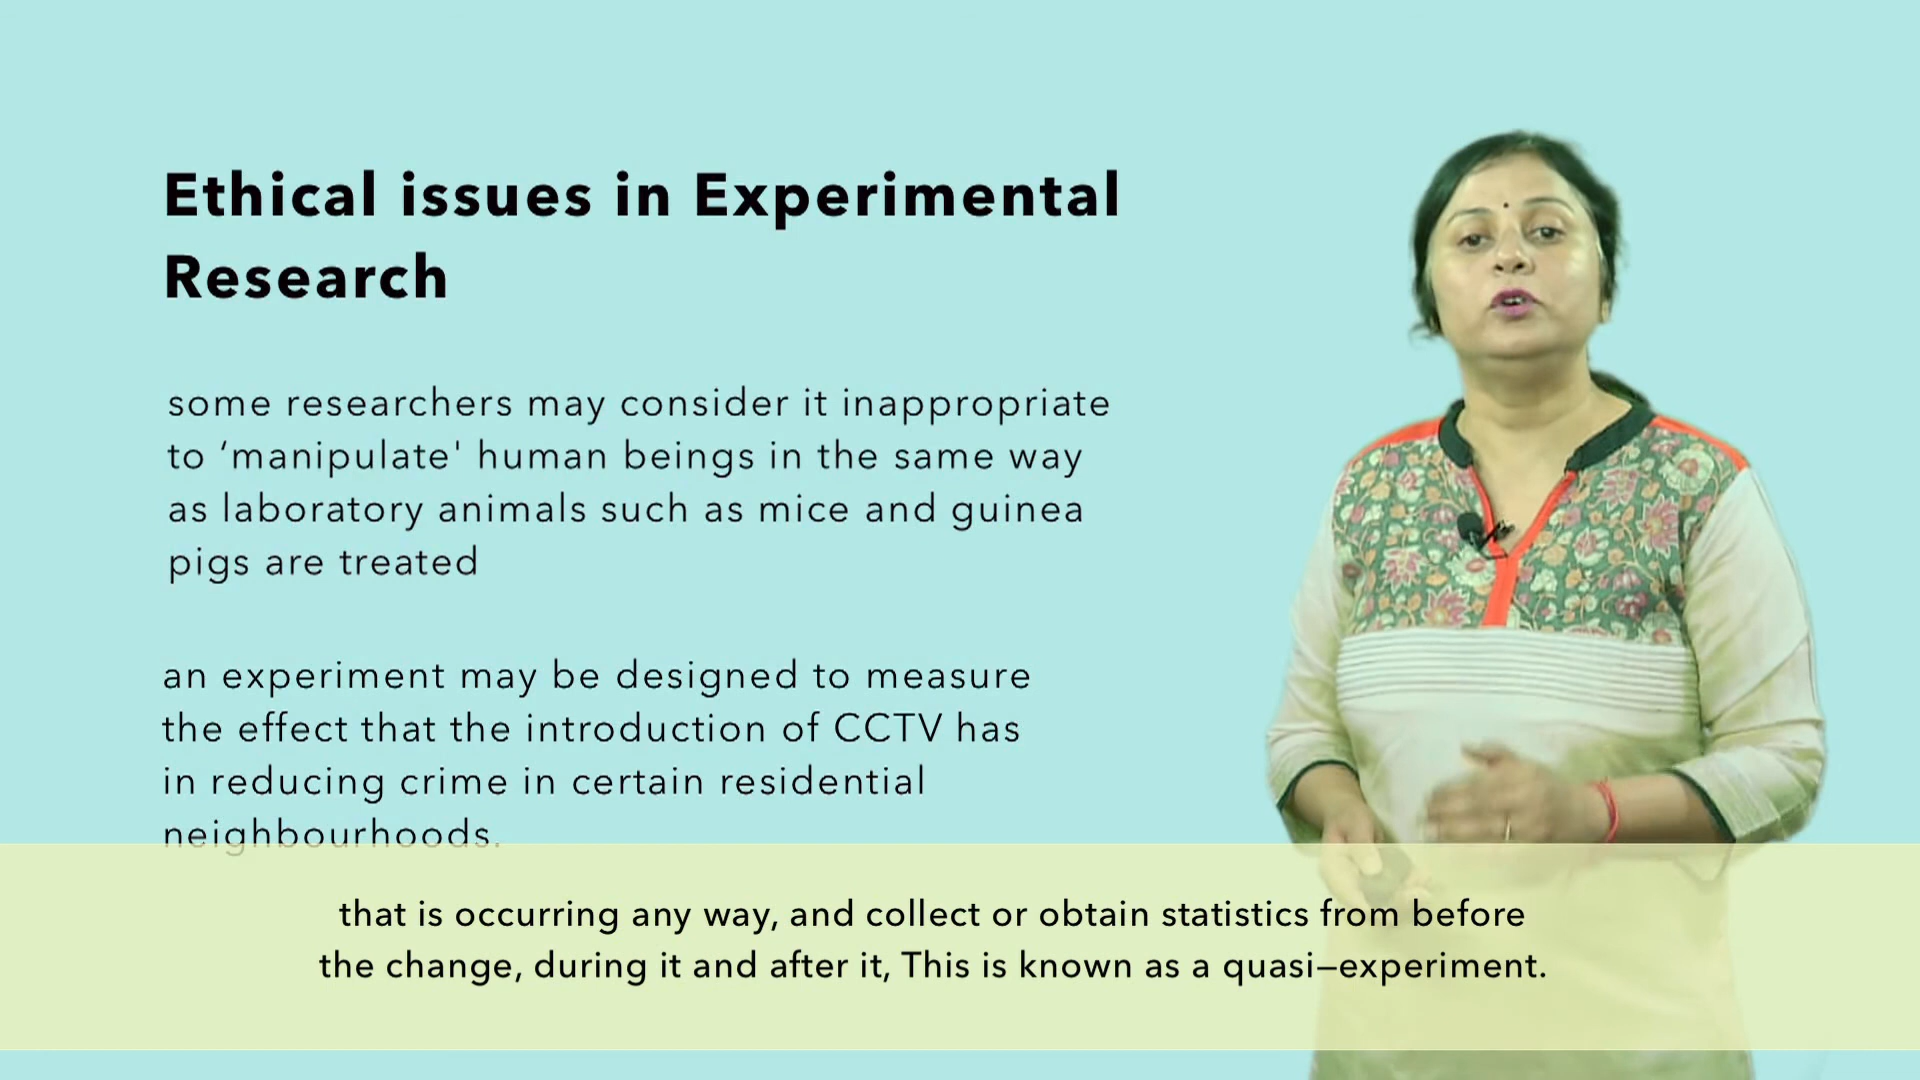 Ethical issues in Experimental
Research
some researchers may consider it inappropriate
to ‘manipulate' human beings in the same way
as laboratory animals such as mice and guinea
pigs are treated
an experiment may be designed to measure
the effect that the introduction of CCTV has
in reducing crime in certain residential
neighbourhoods.
that is occurring any way, and collect or obtain statistics from before
the change, during it and after it, This is known as a quasi–experiment.